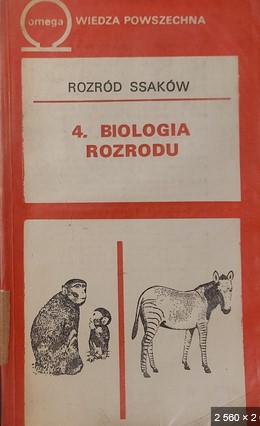 omega WIEDZA POWSZECHNA
ROZRÓD SSAKÓW
4. BIOLOGIA
ROZRODU
2 560 × 2